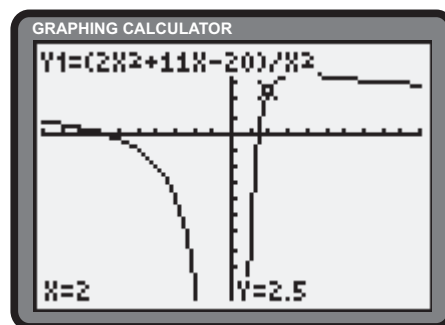 GRAPHING CALCULATOR
Y1=(2X²+11X-20)/X²
X=2 Y=2.5